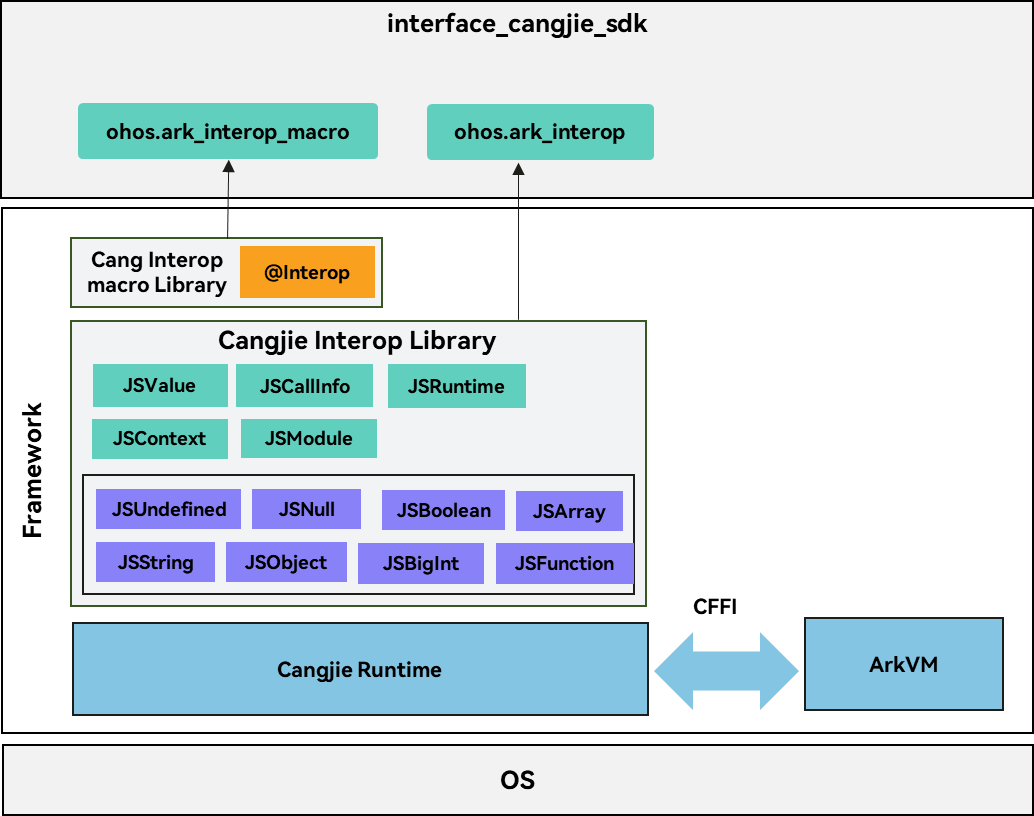 interface_cangjie_sdk
ohos.ark_interop_macro
ohos.ark_interop
Framework
Cang Interop
macro Library
@Interop
Cangjie Interop Library
JSValue
JSCallInfo
JSRuntime
JSContext
JSModule
JSUndefined
JSNull
JSBoolean
JSArray
JSString
JSObject
JSBigInt
JSFunction
Cangjie Runtime
CFFI
ArkVM
OS